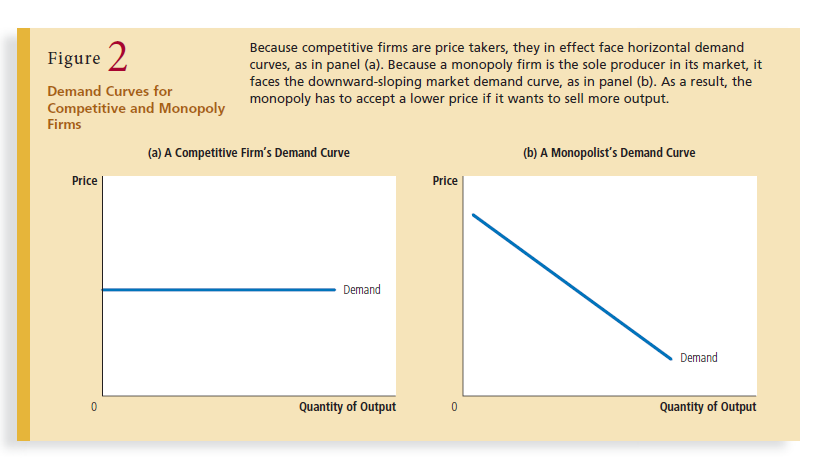 Figure 2
Demand Curves for
Competitive and Monopoly
Firms
Because competitive firms are price takers, they in effect face horizontal demand
curves, as in panel (a). Because a monopoly firm is the sole producer in its market, it
faces the downward-sloping market demand curve, as in panel (b). As a result, the
monopoly has to accept a lower price if it wants to sell more output.
(a) A Competitive Firm's Demand Curve
Price
Demand
0
Quantity of Output
(b) A Monopolist's Demand Curve
Price
Demand
0
Quantity of Output